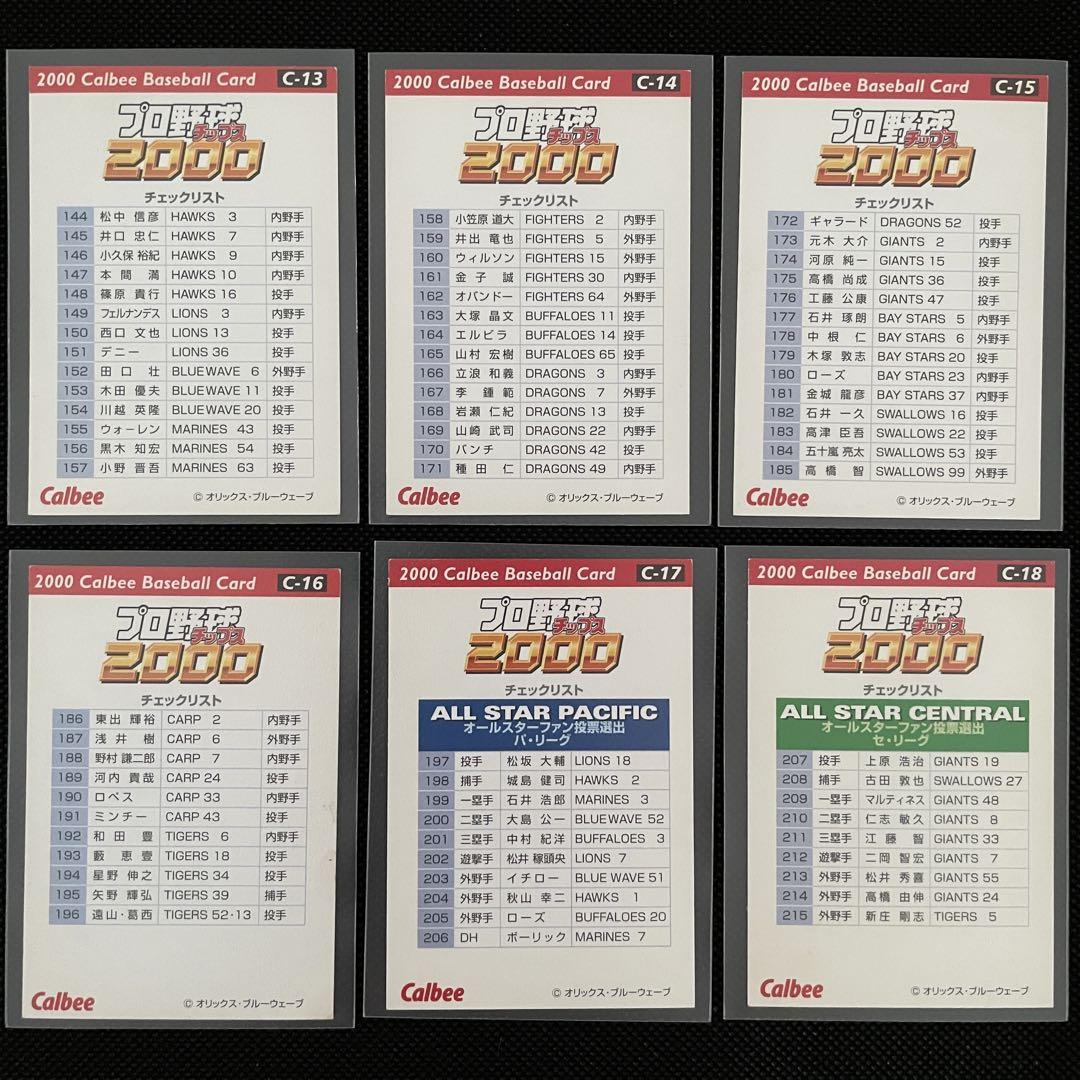 2000 Calbee Baseball Card C-13
プロ野球チップス
2000
チェックリスト
144 松中 信彦 HAWKS 3 内野手
145 井口 忠仁 HAWKS 7 内野手
146 小久保 裕紀 HAWKS 9 内野手
147 本間 満 HAWKS 10 内野手
148 篠原 貴行 HAWKS 16 投手
149 フェルナンデス LIONS 3 内野手
150 西口 文也 LIONS 13 投手
151 デニー LIONS 36 投手
152 田口 壮 BLUEWAVE 6 外野手
153 木田 優夫 BLUEWAVE 11 投手
154 川越 英隆 BLUEWAVE 20 投手
155 ウォーレン MARINES 43 投手
156 黒木 知宏 MARINES 54 投手
157 小野 晋吾 MARINES 63 投手
Calbee
© オリックス・ブルーウェーブ
2000 Calbee Baseball Card C-14
プロ野球チップス
2000
チェックリスト
158 小笠原 道大 FIGHTERS 2 内野手
159 井出 竜也 FIGHTERS 5 外野手
160 ウィルソン FIGHTERS 15 外野手
161 金子 誠 FIGHTERS 30 内野手
162 オバンドー FIGHTERS 64 外野手
163 大塚 晶文 BUFFALOES 11 投手
164 エルビラ BUFFALOES 14 投手
165 山村 宏樹 BUFFALOES 65 投手
166 立浪 和義 DRAGONS 3 内野手
167 李 鍾範 DRAGONS 7 外野手
168 岩瀬 仁紀 DRAGONS 13 投手
169 山崎 武司 DRAGONS 22 内野手
170 バンチ DRAGONS 42 投手
171 種田 仁 DRAGONS 49 内野手
Calbee
© オリックス・ブルーウェーブ
2000 Calbee Baseball Card C-15
プロ野球チップス
2000
チェックリスト
172 ギャラード DRAGONS 52 投手
173 元木 大介 GIANTS 2 内野手
174 河原 純一 GIANTS 15 投手
175 高橋 尚成 GIANTS 36 投手
176 工藤 公康 GIANTS 47 投手
177 石井 琢朗 BAY STARS 5 内野手
178 中根 仁 BAY STARS 6 外野手
179 木塚 敦志 BAY STARS 20 投手
180 ローズ BAY STARS 23 内野手
181 金城 龍彦 BAY STARS 37 内野手
182 石井 一久 SWALLOWS 16 投手
183 高津 臣吾 SWALLOWS 22 投手
184 五十嵐 亮太 SWALLOWS 53 投手
185 高橋 智 SWALLOWS 99 外野手
Calbee
© オリックス・ブルーウェーブ
2000 Calbee Baseball Card C-16
プロ野球チップス
2000
チェックリスト
186 東出 輝裕 CARP 2 内野手
187 浅井 樹 CARP 6 外野手
188 野村 謙二郎 CARP 7 内野手
189 河内 貴哉 CARP 24 投手
190 ロペス CARP 33 内野手
191 ミンチー CARP 43 投手
192 和田 豊 TIGERS 6 内野手
193 藪 恵壹 TIGERS 18 投手
194 星野 伸之 TIGERS 34 投手
195 矢野 輝弘 TIGERS 39 捕手
196 遠山・葛西 TIGERS 52・13 投手
Calbee
© オリックス・ブルーウェーブ
2000 Calbee Baseball Card C-17
プロ野球チップス
2000
チェックリスト
ALL STAR PACIFIC
オールスターファン投票選出
パ・リーグ
197 投手 松坂 大輔 LIONS 18
198 捕手 城島 健司 HAWKS 2
199 一塁手 石井 浩郎 MARINES 3
200 二塁手 大島 公一 BLUEWAVE 52
201 三塁手 中村 紀洋 BUFFALOES 3
202 遊撃手 松井 稼頭央 LIONS 7
203 外野手 イチロー BLUE WAVE 51
204 外野手 秋山 幸二 HAWKS 1
205 外野手 ローズ BUFFALOES 20
206 DH ボーリック MARINES 7
Calbee
© オリックス・ブルーウェーブ
2000 Calbee Baseball Card C-18
プロ野球チップス
2000
チェックリスト
ALL STAR CENTRAL
オールスターファン投票選出
セ・リーグ
207 投手 上原 浩治 GIANTS 19
208 捕手 古田 敦也 SWALLOWS 27
209 一塁手 マルティネス GIANTS 48
210 二塁手 仁志 敏久 GIANTS 8
211 三塁手 江藤 智 GIANTS 33
212 遊撃手 二岡 智宏 GIANTS 7
213 外野手 松井 秀喜 GIANTS 55
214 外野手 高橋 由伸 GIANTS 24
215 外野手 新庄 剛志 TIGERS 5
Calbee
© オリックス・ブルーウェーブ